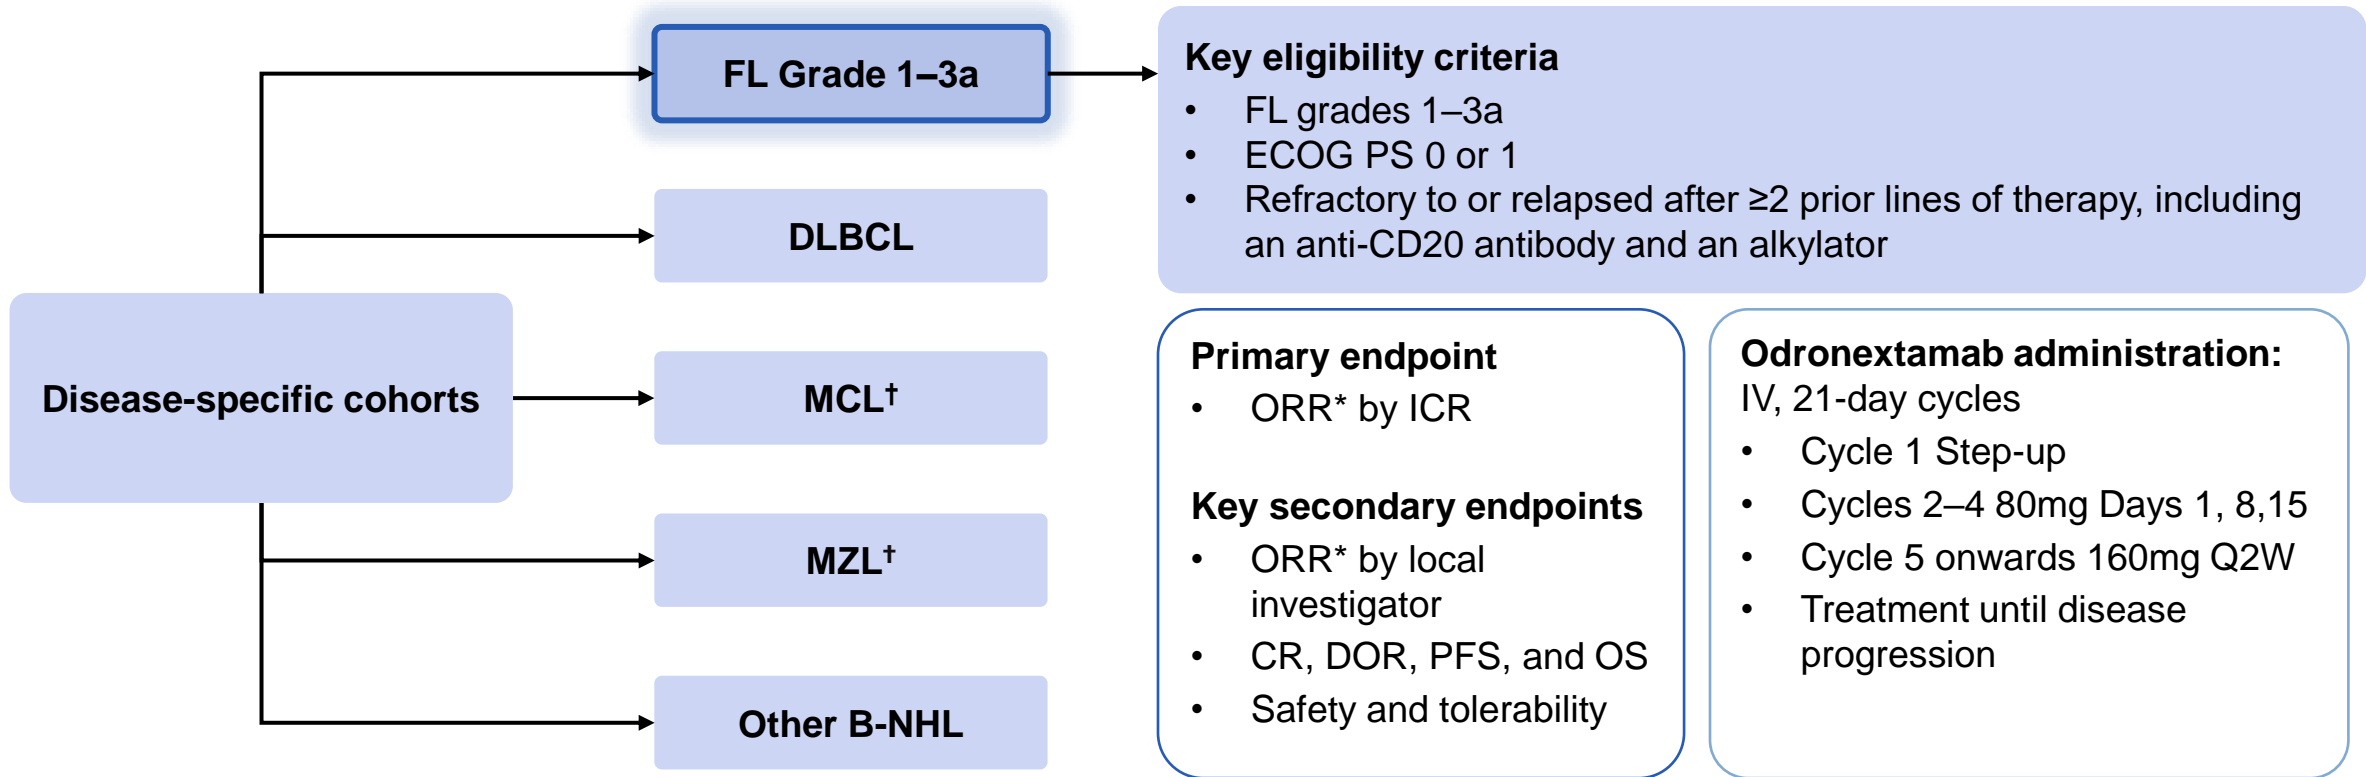 Disease-specific cohorts
FL Grade 1–3a
DLBCL
MCL†
MZL†
Other B-NHL
Key eligibility criteria
• FL grades 1–3a
• ECOG PS 0 or 1
• Refractory to or relapsed after ≥2 prior lines of therapy, including
an anti-CD20 antibody and an alkylator
Primary endpoint
• ORR* by ICR
Key secondary endpoints
• ORR* by local
investigator
• CR, DOR, PFS, and OS
• Safety and tolerability
Odronextamab administration:
IV, 21-day cycles
• Cycle 1 Step-up
• Cycles 2–4 80mg Days 1, 8,15
• Cycle 5 onwards 160mg Q2W
• Treatment until disease
progression